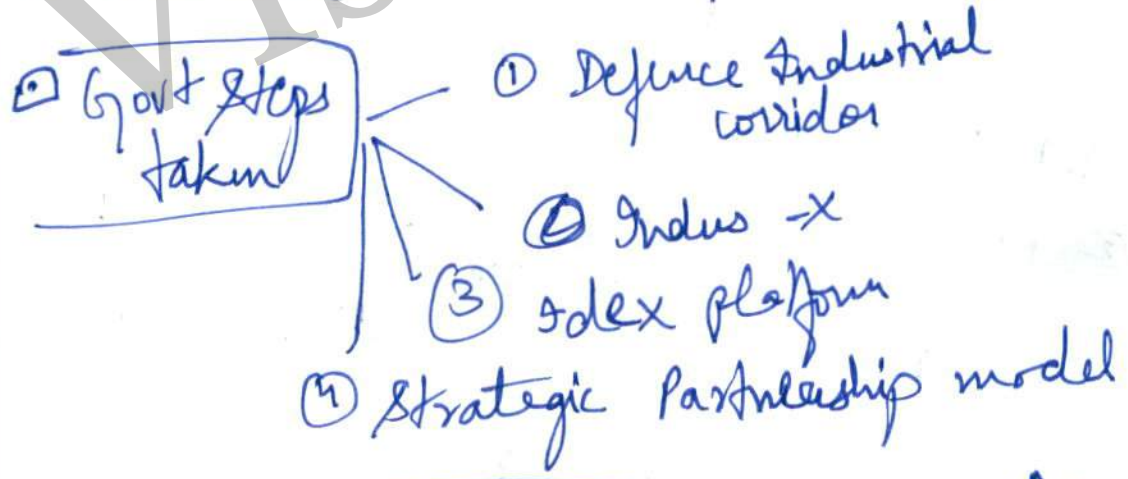 Govt Steps
taken
① Defence Industrial
corridor
② Indus -X
③ Idex platform
④ Strategic Partnership model